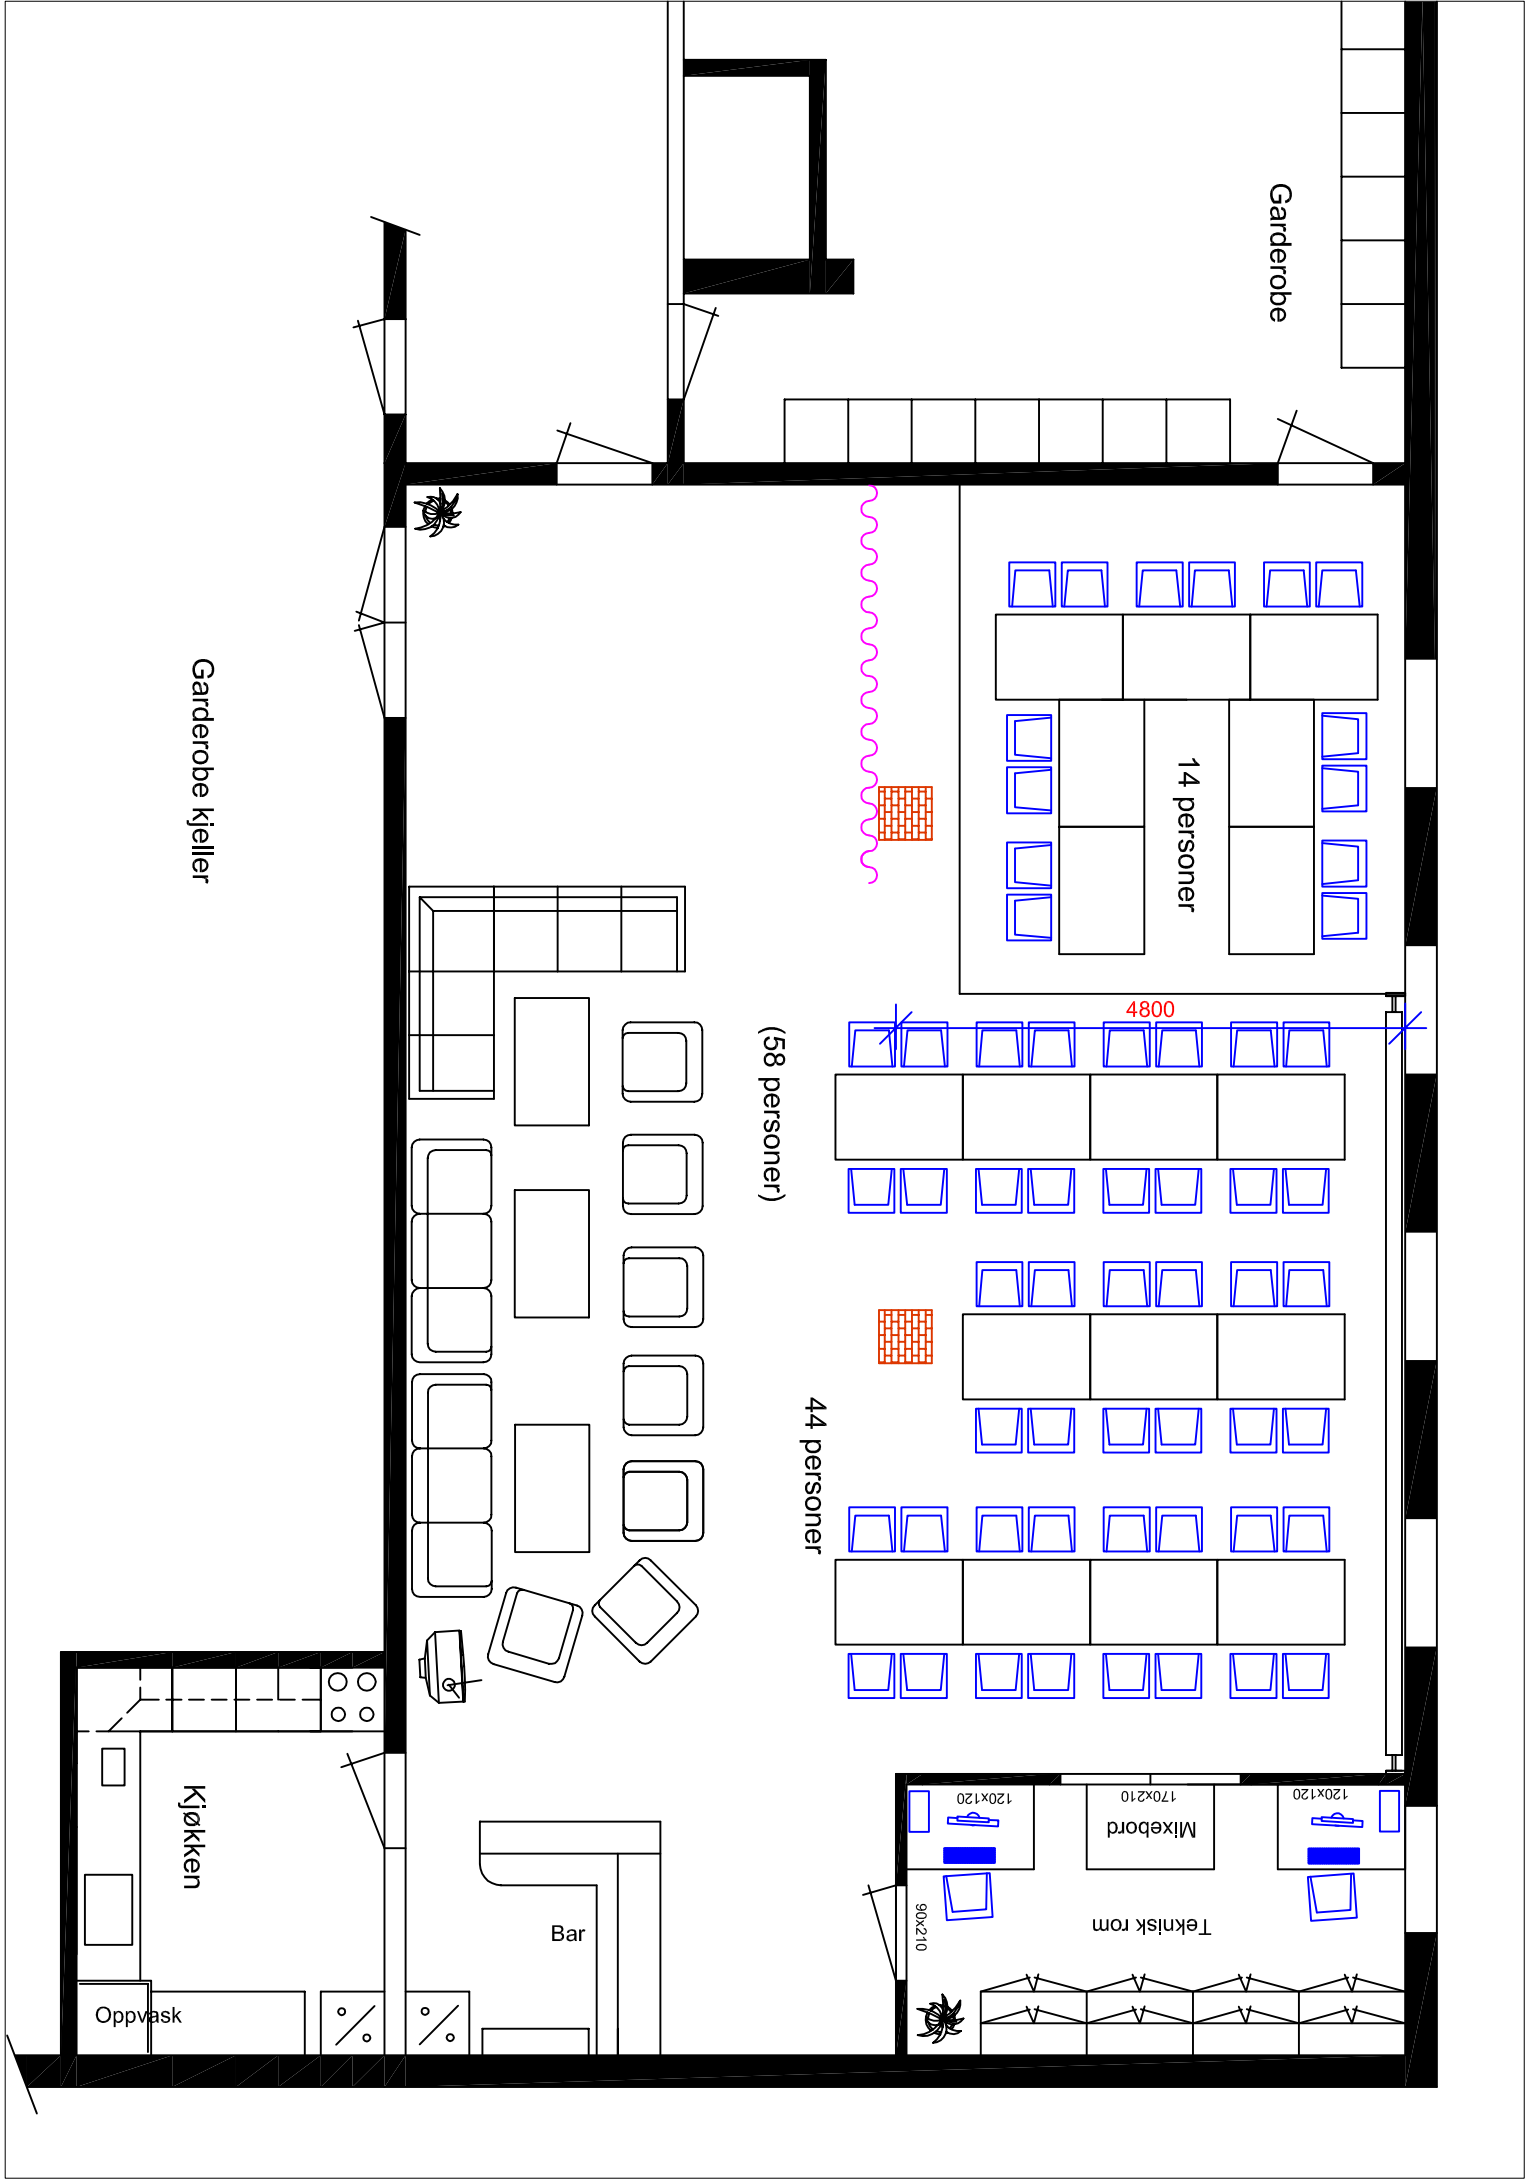 Garderobe
Garderobe kjeller
14 personer
4800
(58 personer)
44 personer
120x120
170x210
120x120
Mixebord
Kjøkken
90x210
Teknisk rom
Bar
Oppvask